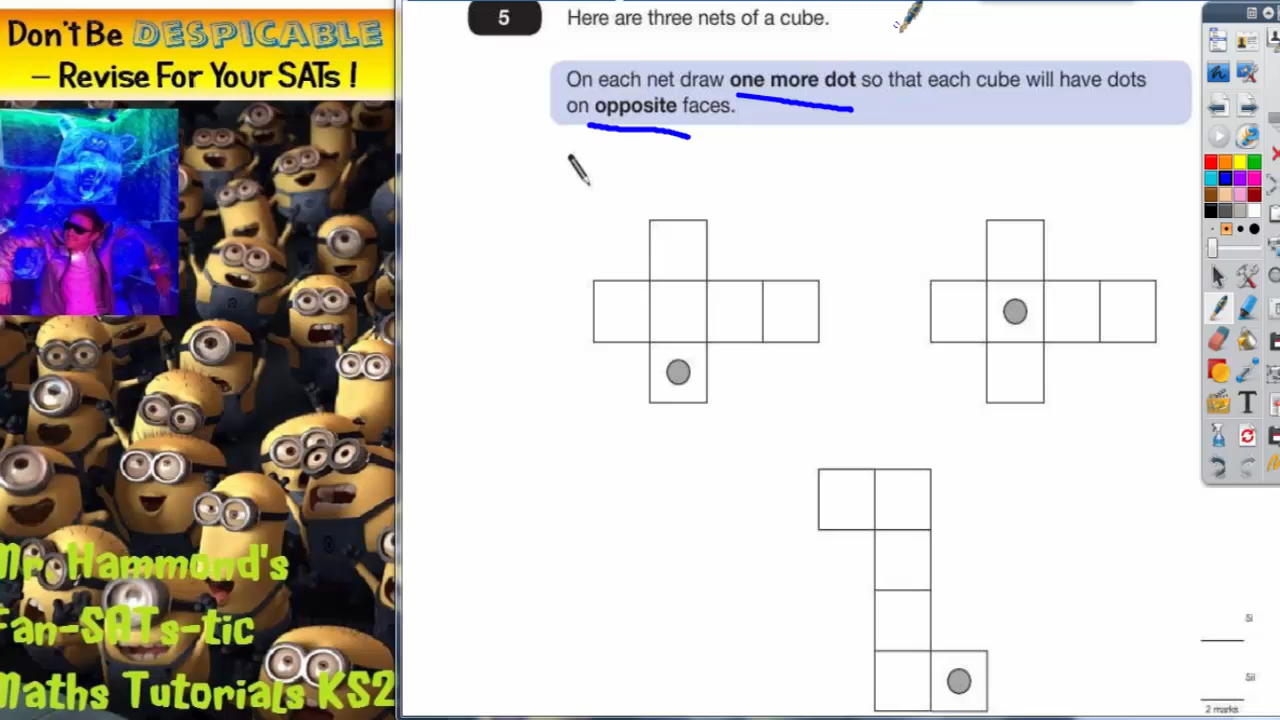 Don't Be DESPICABLE
– Revise For Your SATs !
Mr. Hammond's
Fan-SATs-tic
Maths Tutorials KS2
5
Here are three nets of a cube.
On each net draw one more dot so that each cube will have dots
on opposite faces.
5i
5ii
2 marks
T